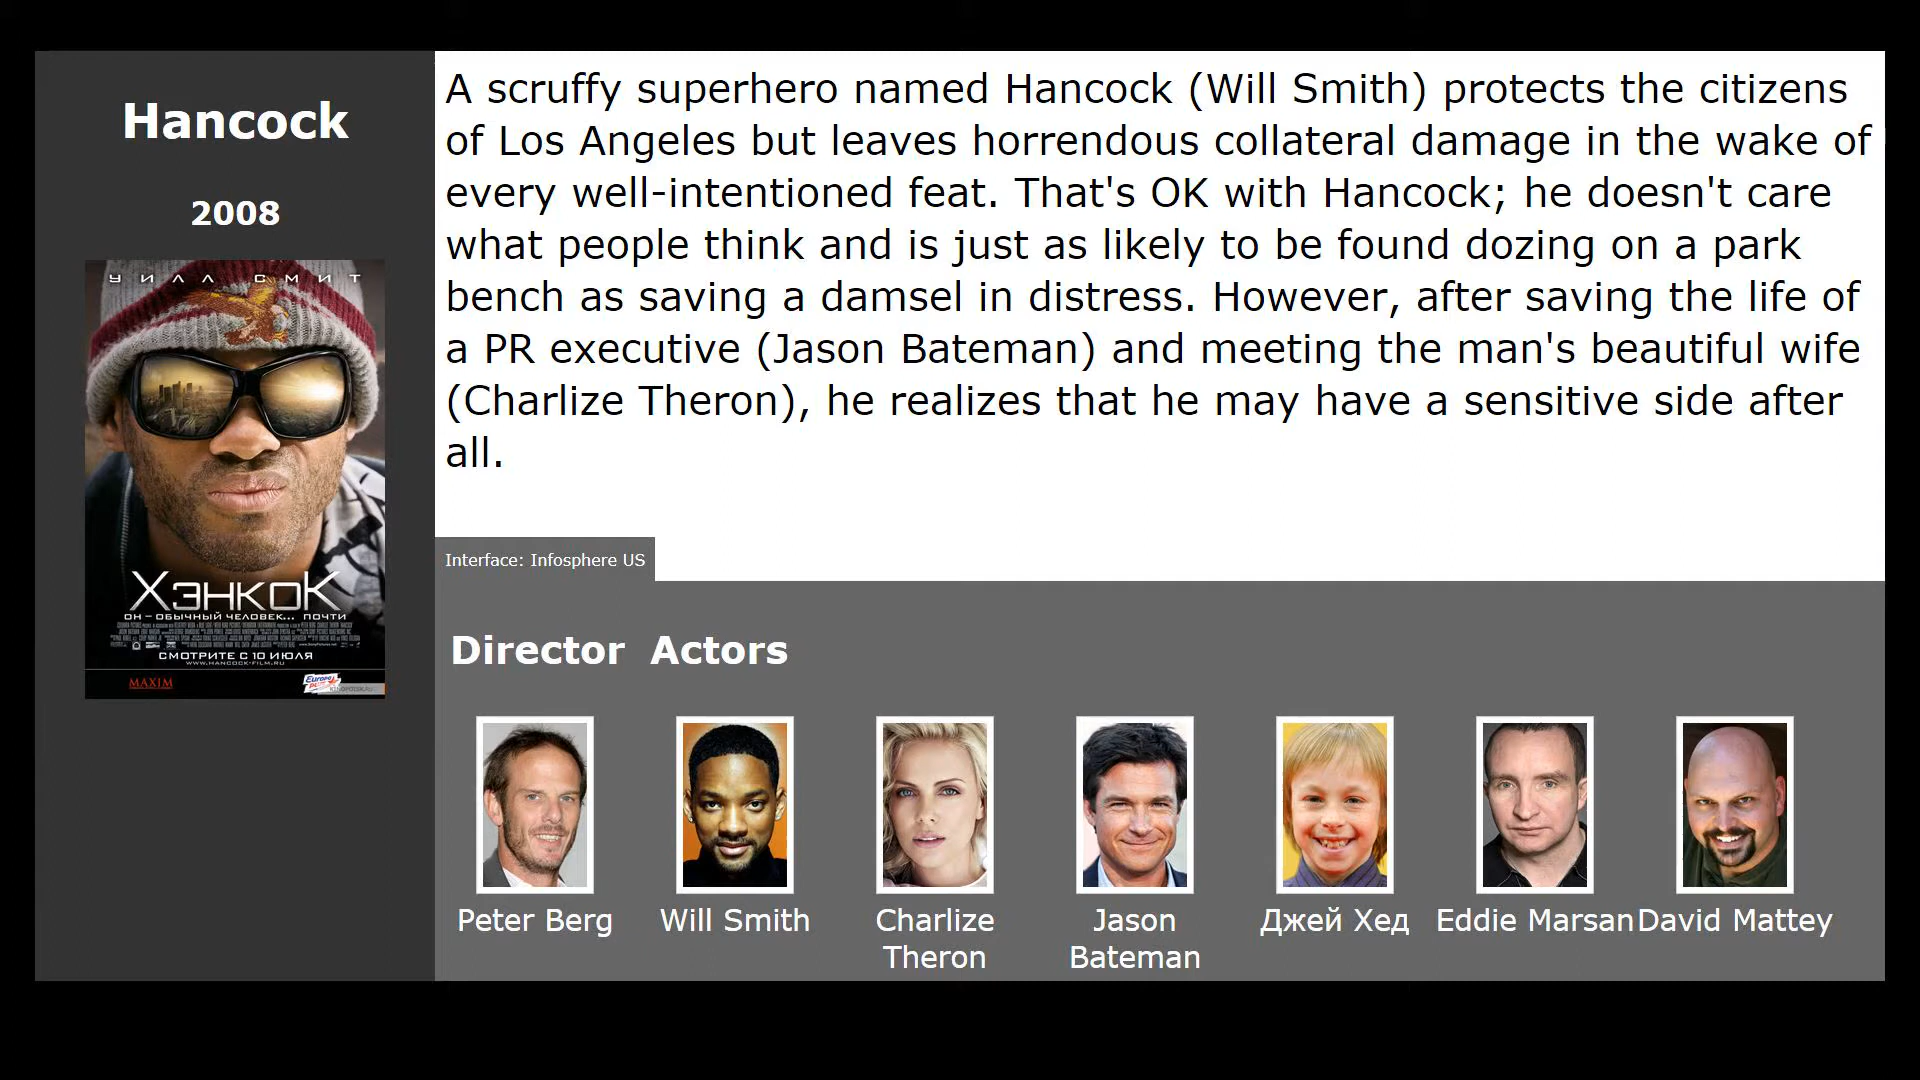 Hancock
2008
УИЛЛ СМИТ
ХЭНКОК
ОН – ОБЫЧНЫЙ ЧЕЛОВЕК... ПОЧТИ
СМОТРИТЕ С 10 ИЮЛЯ
WWW.HANCOCK-FILM.RU
MAXIM
A scruffy superhero named Hancock (Will Smith) protects the citizens
of Los Angeles but leaves horrendous collateral damage in the wake of
every well-intentioned feat. That's OK with Hancock; he doesn't care
what people think and is just as likely to be found dozing on a park
bench as saving a damsel in distress. However, after saving the life of
a PR executive (Jason Bateman) and meeting the man's beautiful wife
(Charlize Theron), he realizes that he may have a sensitive side after
all.
Interface: Infosphere US
Director Actors
Peter Berg
Will Smith
Charlize
Theron
Jason
Bateman
Джей Хед
Eddie Marsan
David Mattey